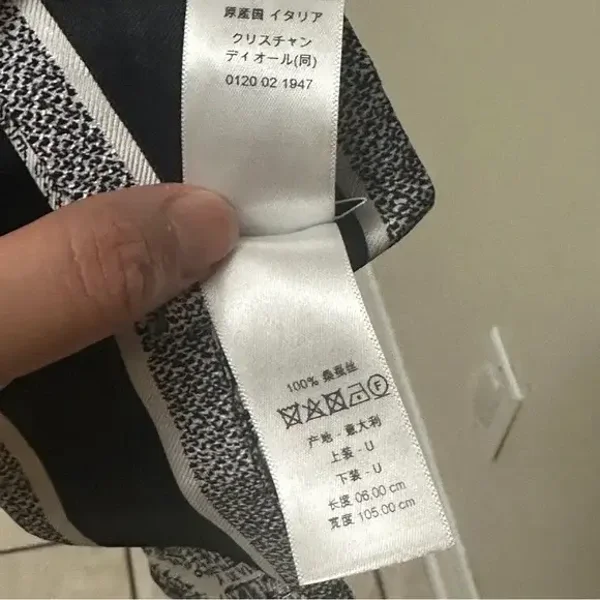 原産国 イタリア
クリスチャン
ディオール(同)
0120 02 1947
100% 桑蚕丝
F
产地 - 意大利
上装 - U
下装 - U
长度 06.00 cm
宽度 105.00 cm